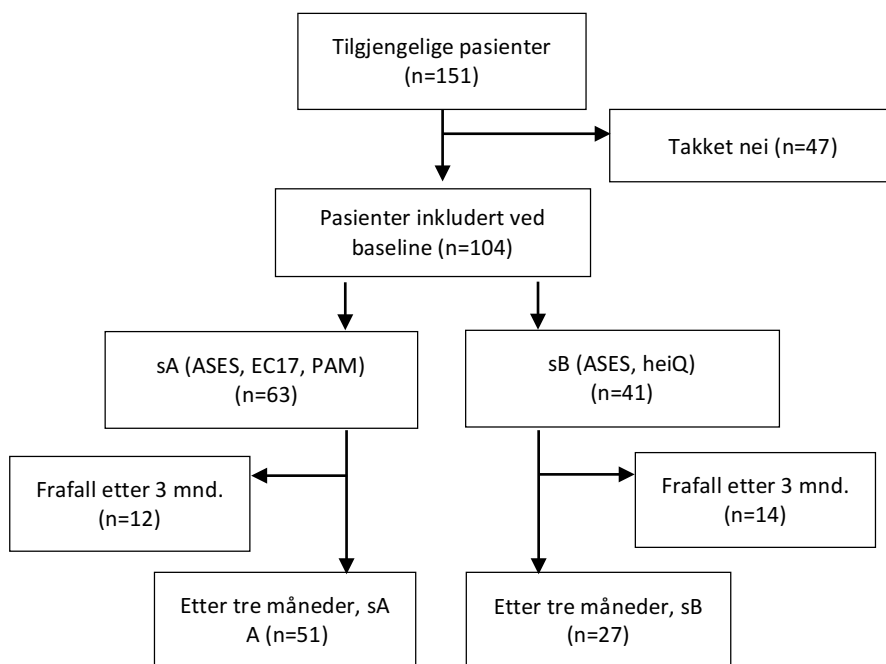 Tilgjengelige pasienter
(n=151)
Takket nei (n=47)
Pasienter inkludert ved
baseline (n=104)
sA (ASES, EC17, PAM)
(n=63)
sB (ASES, heiQ)
(n=41)
Frafall etter 3 mnd.
(n=12)
Frafall etter 3 mnd.
(n=14)
Etter tre måneder, sA
A (n=51)
Etter tre måneder, sB
(n=27)